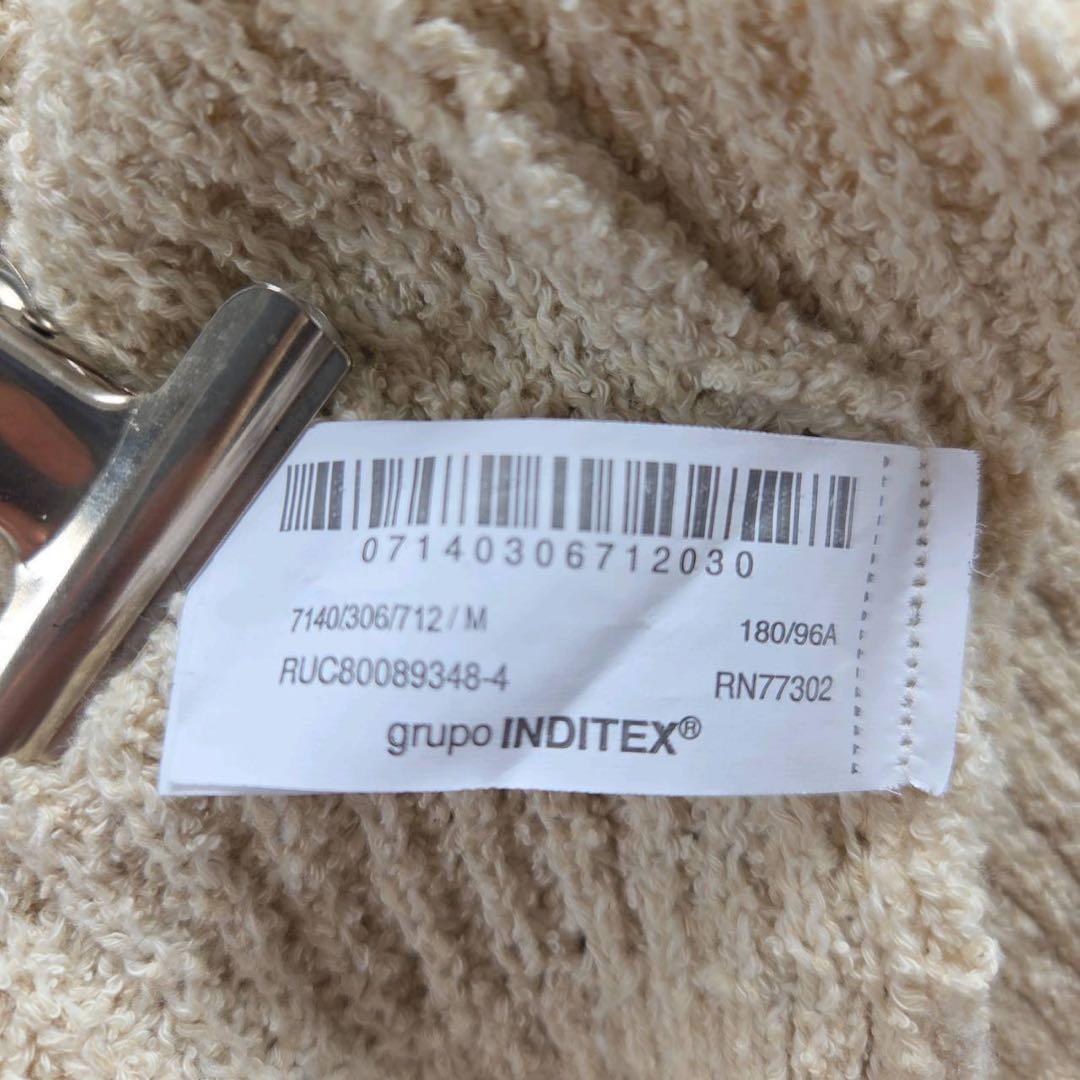 07140306712030
7140/306/712 / M
180/96A
RUC80089348-4
RN77302
grupo INDITEX®